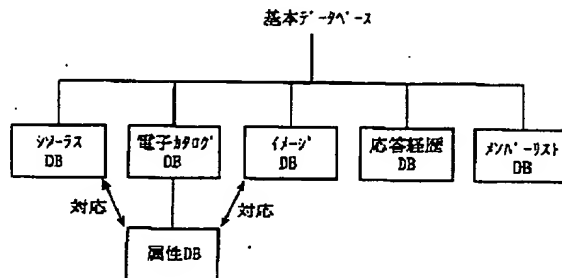 基本ﾃﾞｰﾀﾍﾞｰｽ
ｼｿｰﾗｽ
DB
電子ｶﾀﾛｸﾞ
DB
ｲﾒｰｼﾞ
DB
応答経歴
DB
ﾒﾝﾊﾞｰﾘｽﾄ
DB
対応
対応
属性DB